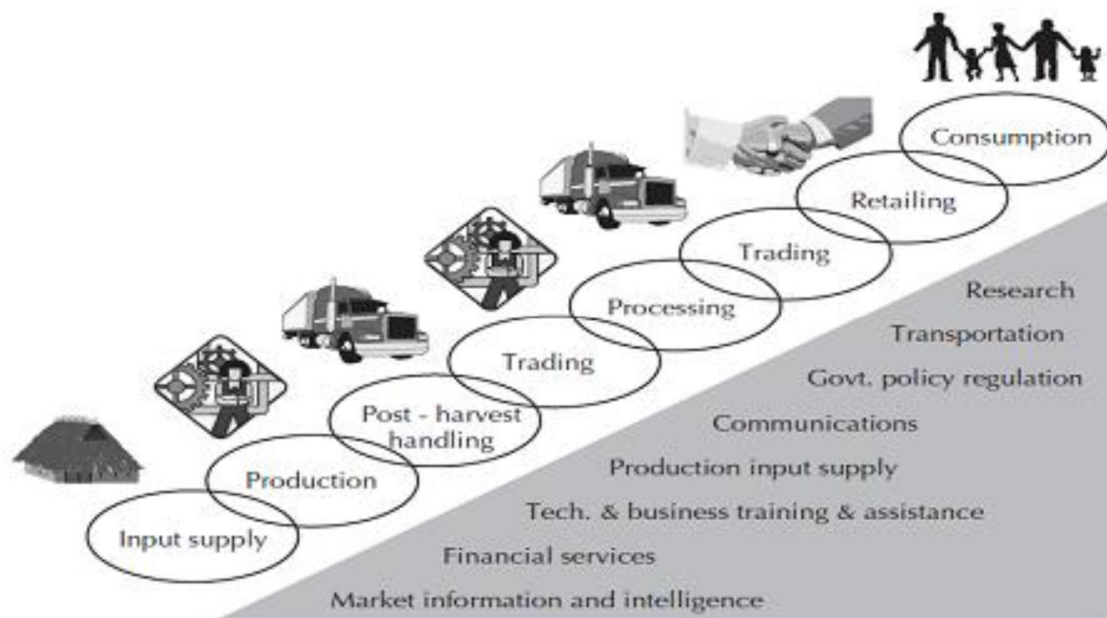 Consumption
Retailing
Trading
Processing
Trading
Post - harvest
handling
Production
Input supply
Research
Transportation
Govt. policy regulation
Communications
Production input supply
Tech. & business training & assistance
Financial services
Market information and intelligence